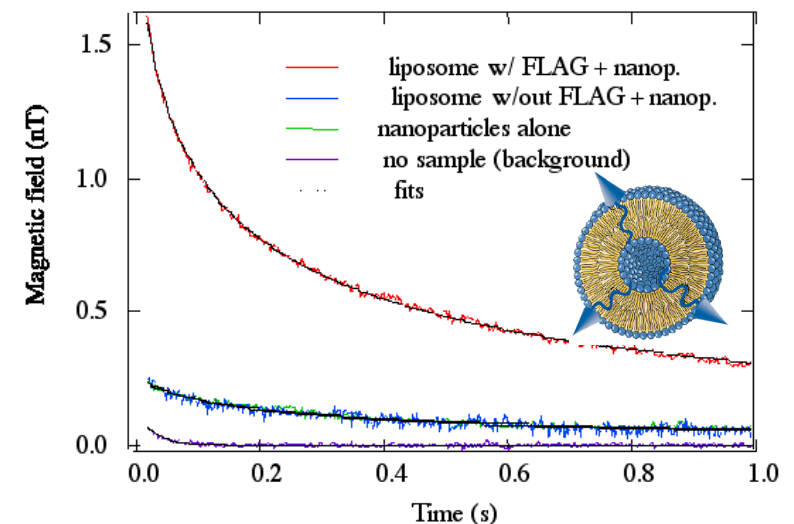 1.5
1.0
0.5
0.0
Magnetic field (nT)
liposome w/ FLAG + nanop.
liposome w/out FLAG + nanop.
nanoparticles alone
no sample (background)
fits
0.0 0.2 0.4 0.6 0.8 1.0
Time (s)